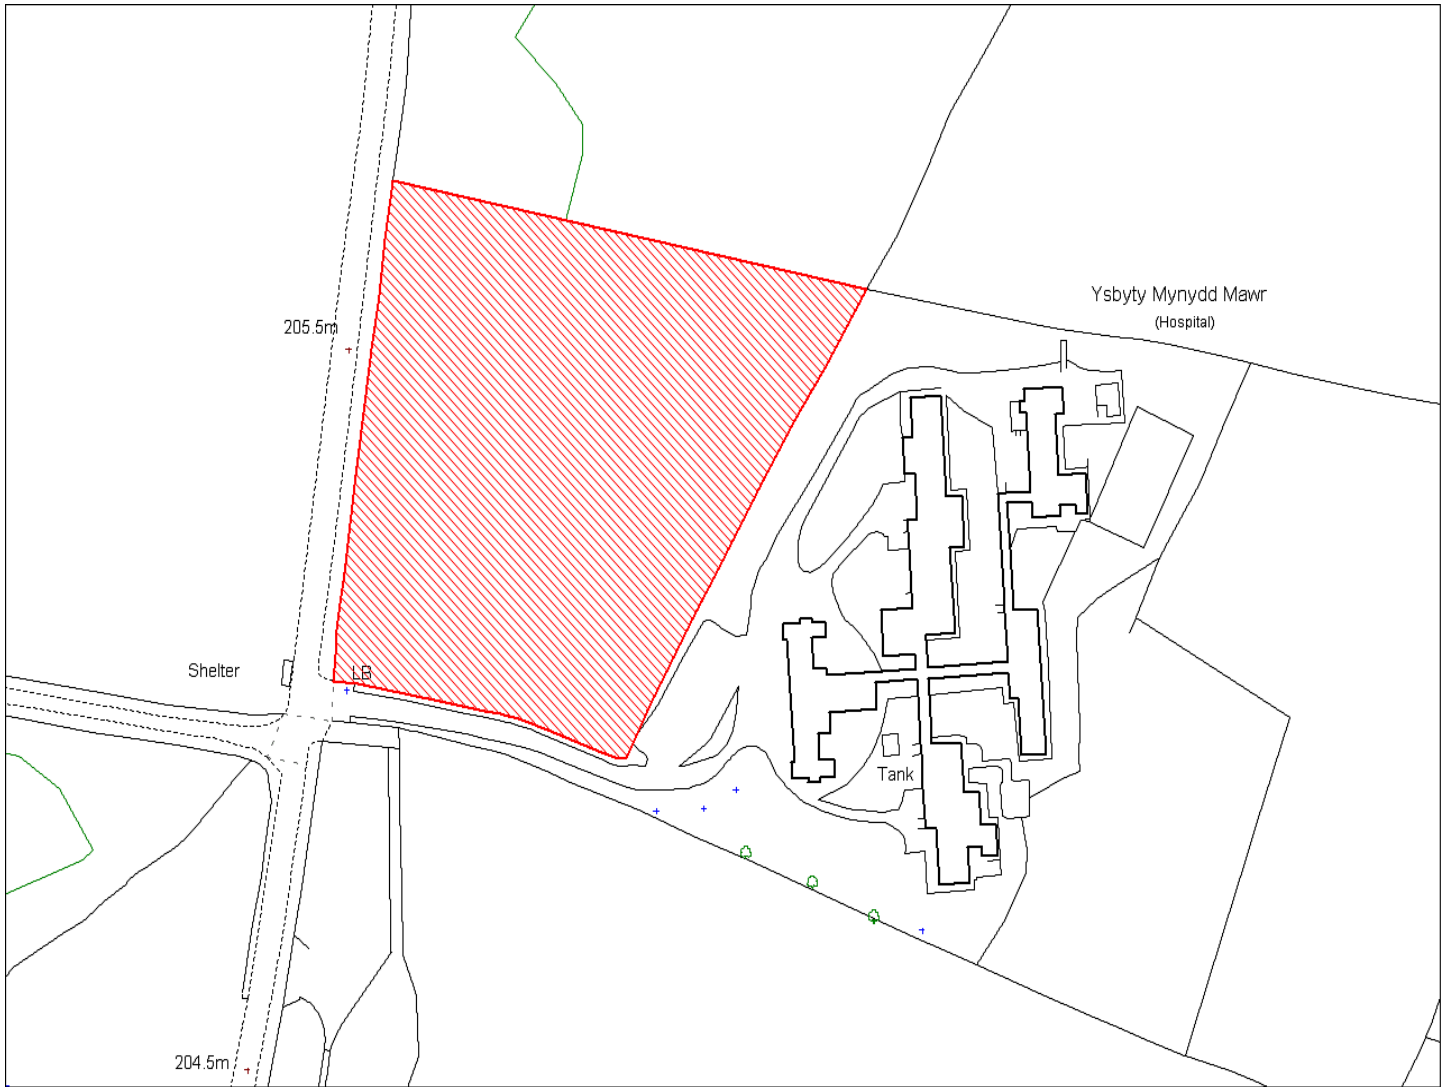 Ysbyty Mynydd Mawr
(Hospital)
205.5m
Shelter
LB
Tank
204.5m